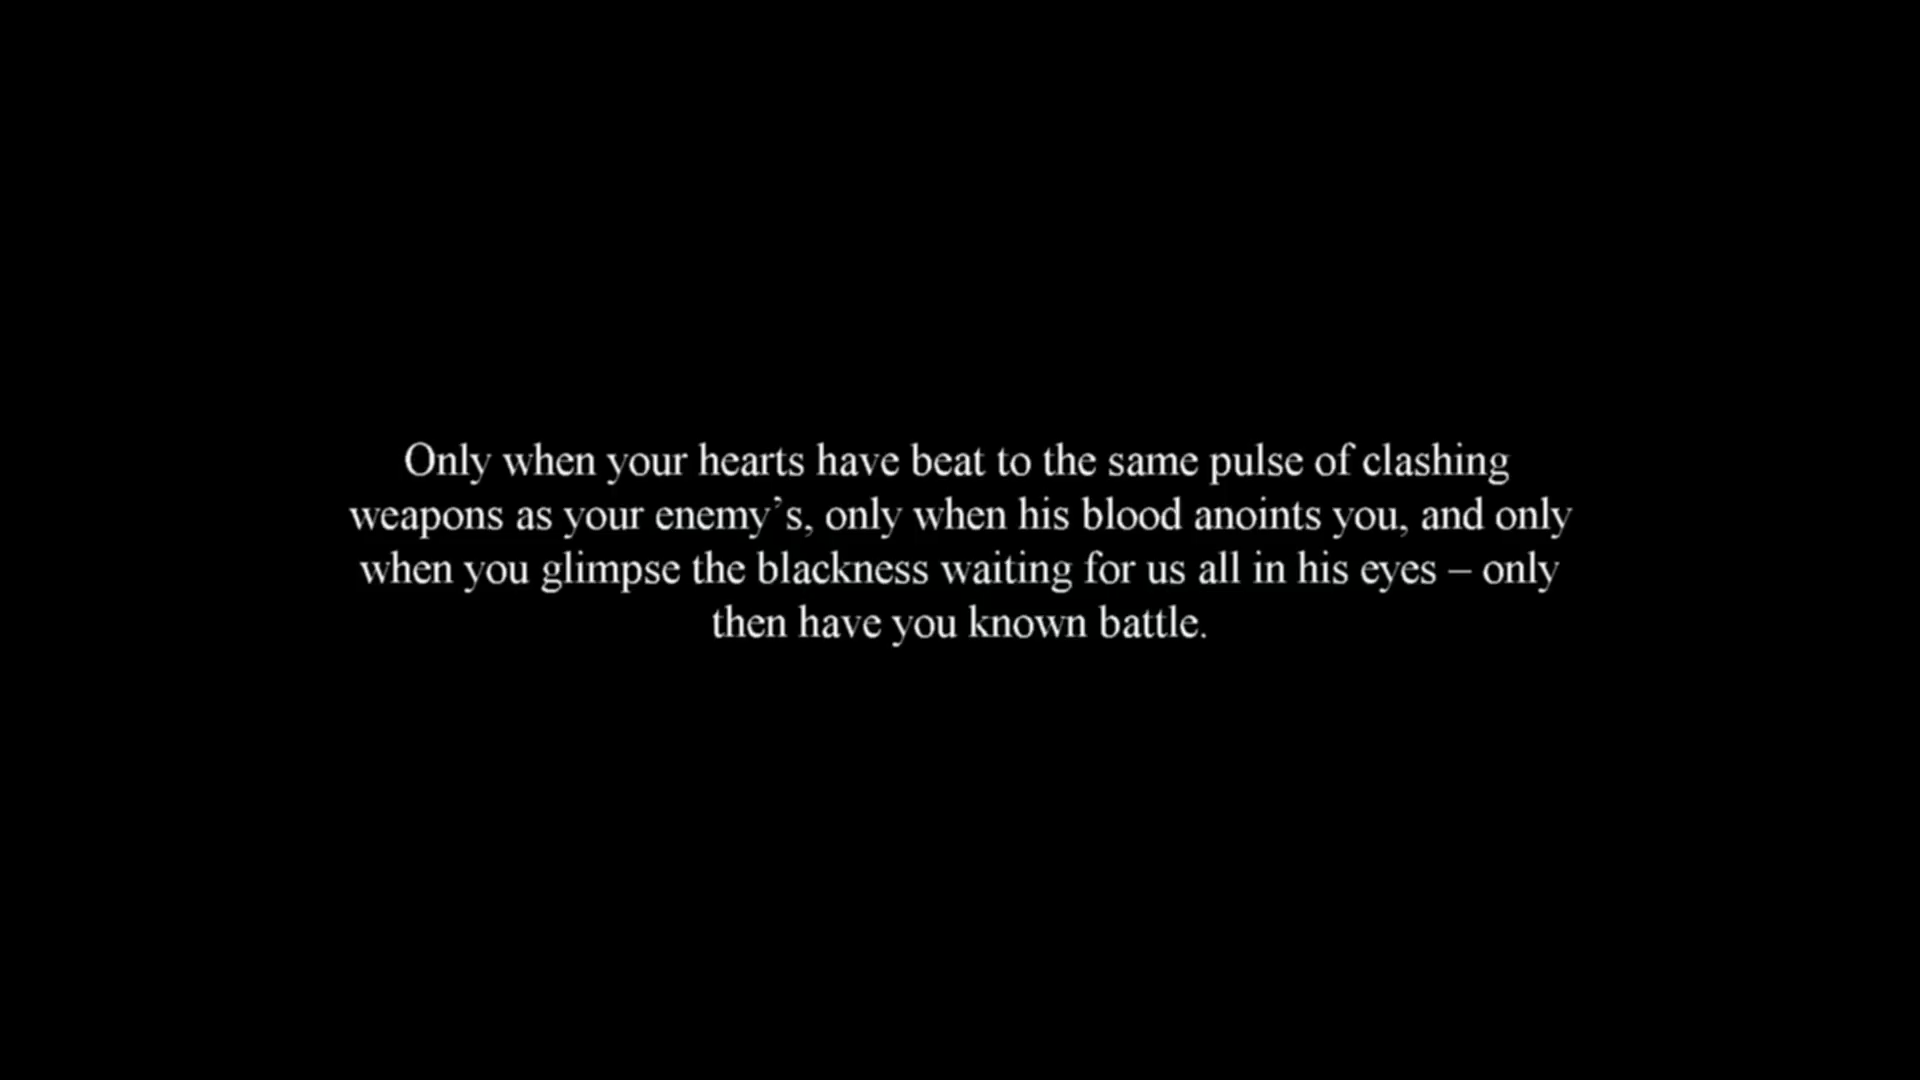 Only when your hearts have beat to the same pulse of clashing
weapons as your enemy’s, only when his blood anoints you, and only
when you glimpse the blackness waiting for us all in his eyes – only
then have you known battle.